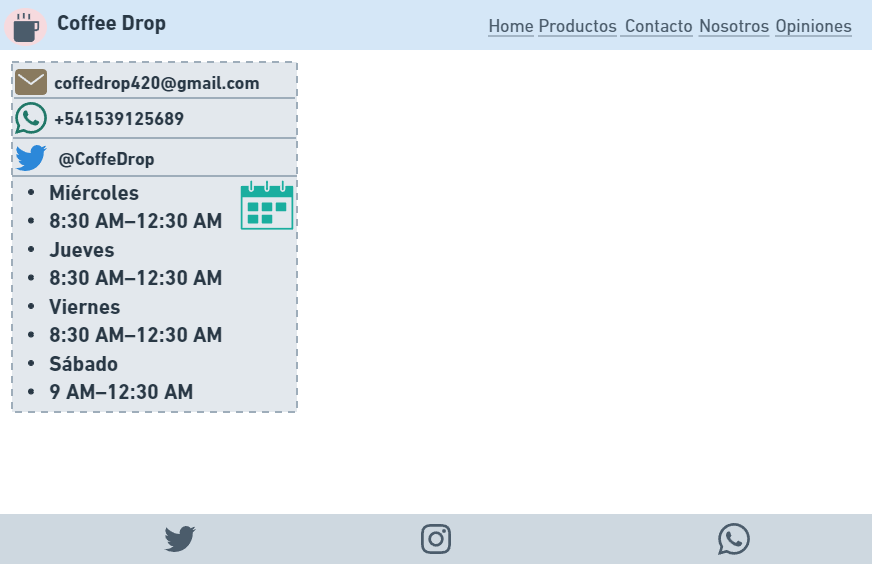 Coffee Drop
Home Productos Contacto Nosotros Opiniones
coffedrop420@gmail.com
+541539125689
@CoffeDrop
• Miércoles
• 8:30 AM–12:30 AM
• Jueves
• 8:30 AM–12:30 AM
• Viernes
• 8:30 AM–12:30 AM
• Sábado
• 9 AM–12:30 AM